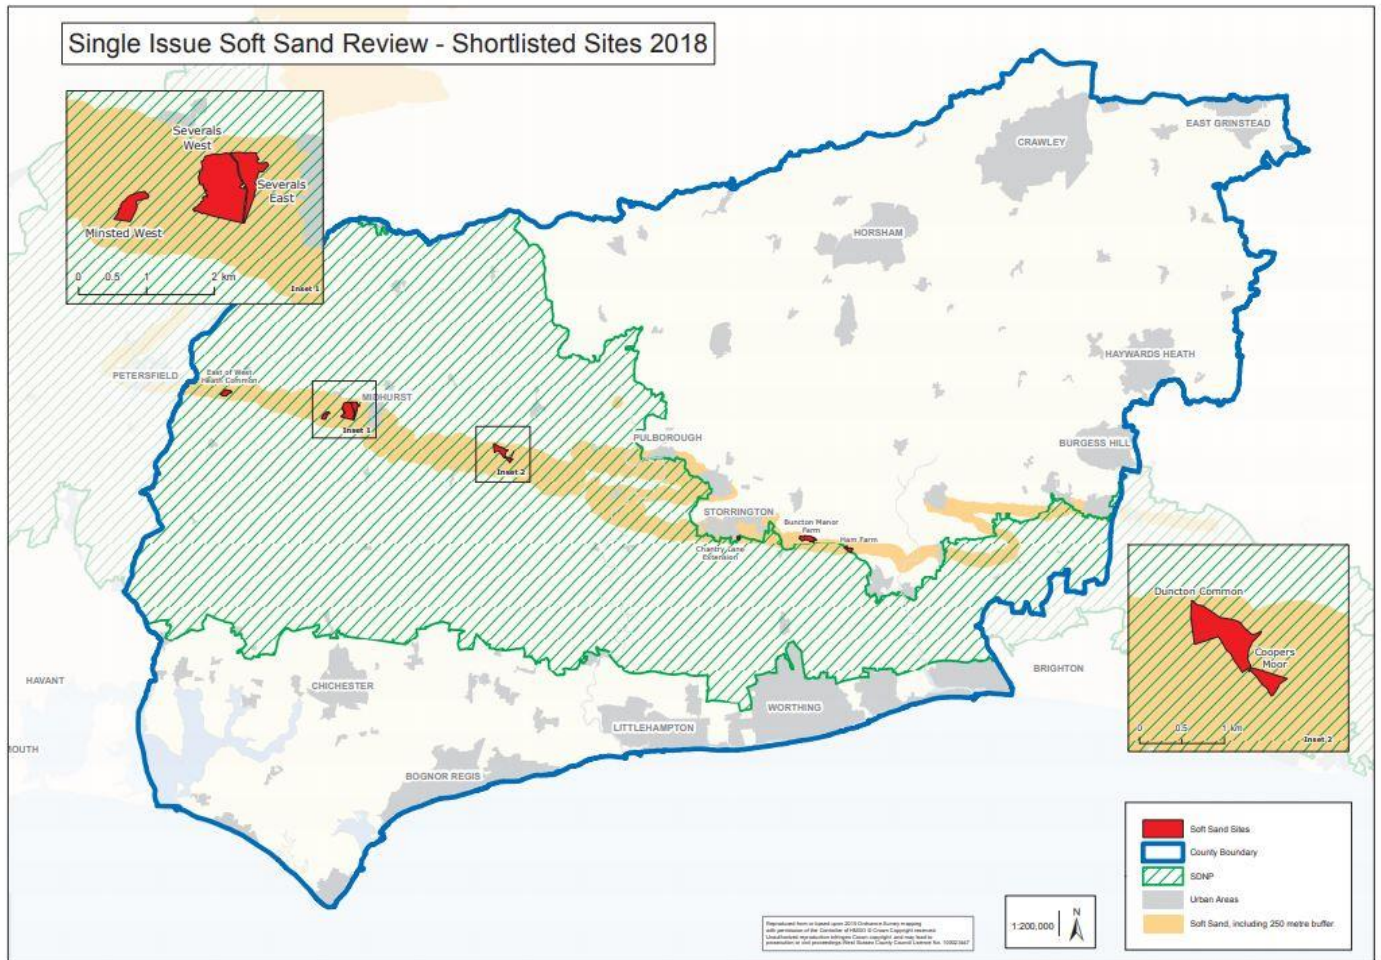 Single Issue Soft Sand Review - Shortlisted Sites 2018
Severals
West
Severals
East
Minsted West
0 0.5 1 2 km
Inset 1
CRAWLEY
EAST GRINSTEAD
HORSHAM
HAYWARDS HEATH
PETERSFIELD
East of West
Heath Common
MIDHURST
Inset 1
Inset 2
PULBOROUGH
BURGESS HILL
STORRINGTON
Buncton Manor
Farm
Ham Farm
Chantry Lane
Extension
Duncton Common
Coopers
Moor
0 0.5 1 km
Inset 2
HAVANT
CHICHESTER
BRIGHTON
WORTHING
LITTLEHAMPTON
MOUTH
BOGNOR REGIS
Soft Sand Sites
County Boundary
SDNP
Urban Areas
Soft Sand, including 250 metre buffer
1:200,000
N